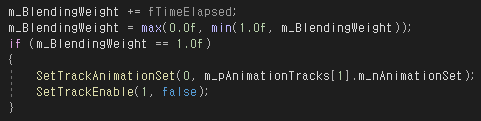 m_BlendingWeight += fTimeElapsed;
m_BlendingWeight = max(0.0f, min(1.0f, m_BlendingWeight));
if (m_BlendingWeight == 1.0f)
{
    SetTrackAnimationSet(0, m_pAnimationTracks[1].m_nAnimationSet);
    SetTrackEnable(1, false);
}